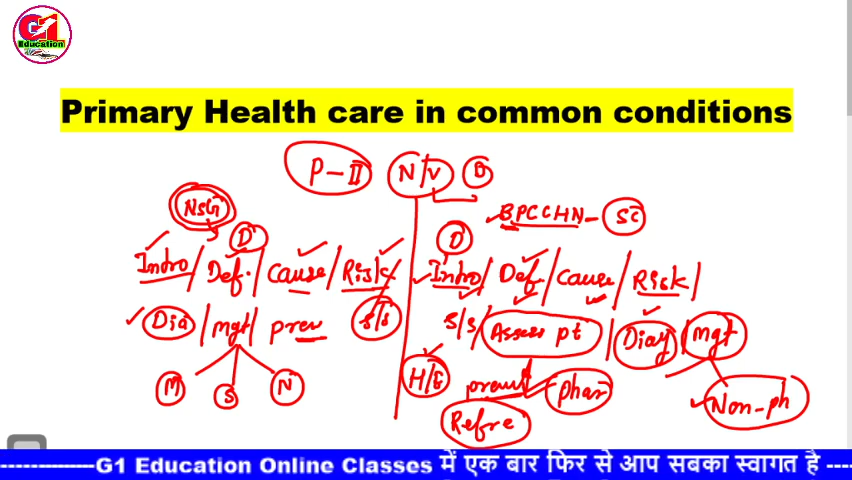 G1
Education
Primary Health care in common conditions
P-II N/V D
NSG
BPCCHN - SC
D D
Intro / Def. / Cause / Risk / S/S
Intro / Def / Cause / Risk /
Dia / mgt / prev
S/S / Assess pt / Diag / mgt
M S N
H/E prevent phar Non-ph
Refre
------------------G1 Education Online Classes में एक बार फिर से आप सबका स्वागत है ----